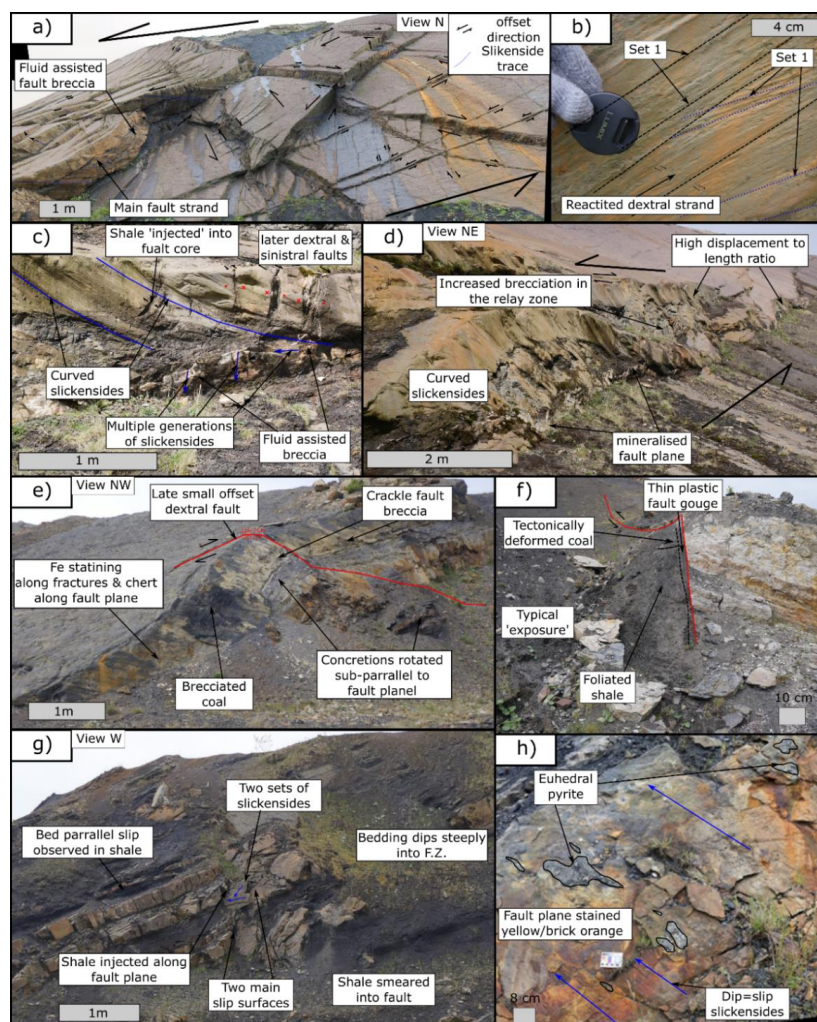 a)
View N
offset
direction
Slikenside
trace
Fluid assisted
fault breccia
Main fault strand
1 m
b)
4 cm
Set 1
Set 1
LUMIX
Reactited dextral strand
c)
Shale 'injected' into
fualt core
later dextral &
sinistral faults
Curved
slickensides
Multiple generations
of slickensides
Fluid assisted
breccia
1 m
d)
View NE
High displacement to
length ratio
Increased brecciation in
the relay zone
Curved
slickensides
mineralised
fault plane
2 m
e)
View NW
Late small offset
dextral fault
Crackle fault
breccia
Fe statining
along fractures & chert
along fault plane
Brecciated
coal
Concretions rotated
sub-parrallel to
fault planel
1m
f)
Thin plastic
fault gouge
Tectonically
deformed coal
Typical
'exposure'
Foliated
shale
10 cm
g)
View W
Two sets of
slickensides
Bed parrallel slip
observed in shale
Bedding dips steeply
into F.Z.
Shale injected along
fault plane
Two main
slip surfaces
Shale smeared
into fault
1m
h)
Euhedral
pyrite
Fault plane stained
yellow/brick orange
Dip=slip
slickensides
8 cm